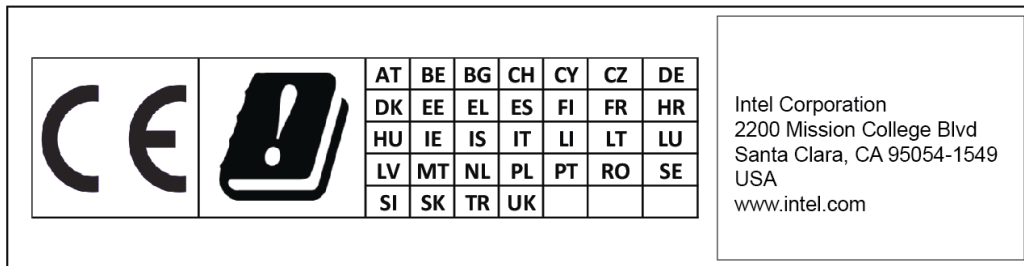 CE
!
AT BE BG CH CY CZ DE
DK EE EL ES FI FR HR
HU IE IS IT LI LT LU
LV MT NL PL PT RO SE
SI SK TR UK
Intel Corporation
2200 Mission College Blvd
Santa Clara, CA 95054-1549
USA
www.intel.com